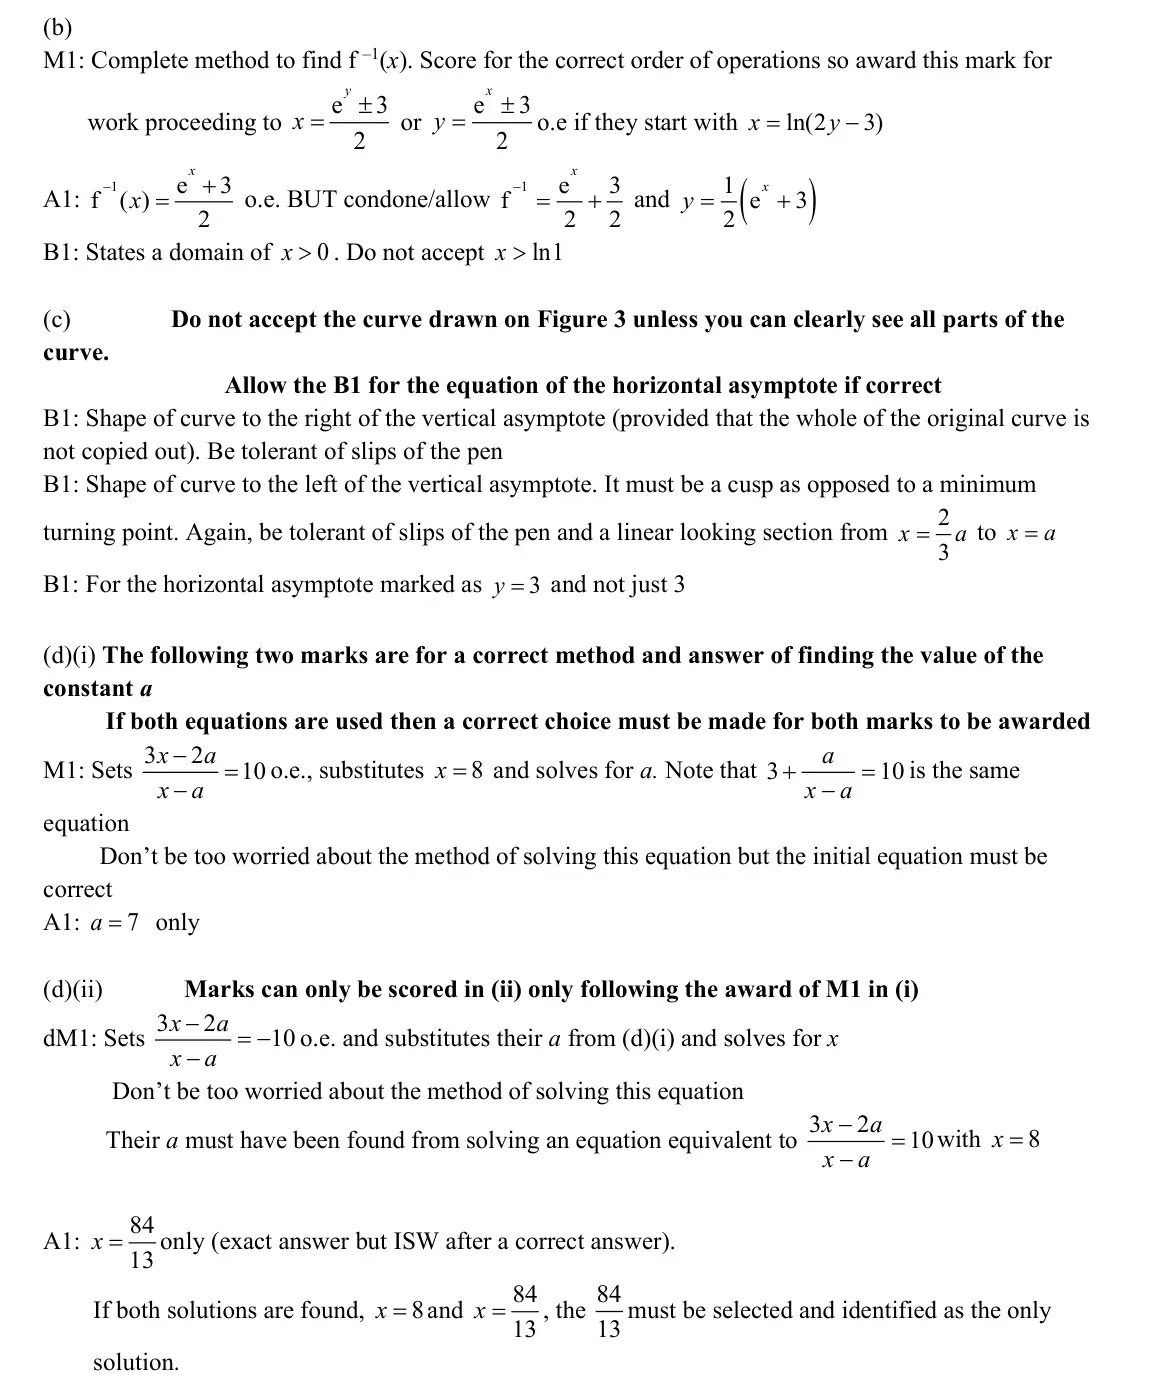 (b)
M1: Complete method to find f⁻¹(x). Score for the correct order of operations so award this mark for
work proceeding to x = (e^y ± 3)/2 or y = (e^x ± 3)/2 o.e if they start with x = ln(2y − 3)
A1: f⁻¹(x) = (e^x + 3)/2 o.e. BUT condone/allow f⁻¹ = e^x/2 + 3/2 and y = 1/2(e^x + 3)
B1: States a domain of x > 0. Do not accept x > ln1
(c) Do not accept the curve drawn on Figure 3 unless you can clearly see all parts of the
curve.
Allow the B1 for the equation of the horizontal asymptote if correct
B1: Shape of curve to the right of the vertical asymptote (provided that the whole of the original curve is
not copied out). Be tolerant of slips of the pen
B1: Shape of curve to the left of the vertical asymptote. It must be a cusp as opposed to a minimum
turning point. Again, be tolerant of slips of the pen and a linear looking section from x = 2/3 a to x = a
B1: For the horizontal asymptote marked as y = 3 and not just 3
(d)(i) The following two marks are for a correct method and answer of finding the value of the
constant a
If both equations are used then a correct choice must be made for both marks to be awarded
M1: Sets (3x − 2a)/(x − a) = 10 o.e., substitutes x = 8 and solves for a. Note that 3 + a/(x − a) = 10 is the same
equation
Don’t be too worried about the method of solving this equation but the initial equation must be
correct
A1: a = 7 only
(d)(ii) Marks can only be scored in (ii) only following the award of M1 in (i)
dM1: Sets (3x − 2a)/(x − a) = −10 o.e. and substitutes their a from (d)(i) and solves for x
Don’t be too worried about the method of solving this equation
Their a must have been found from solving an equation equivalent to (3x − 2a)/(x − a) = 10 with x = 8
A1: x = 84/13 only (exact answer but ISW after a correct answer).
If both solutions are found, x = 8 and x = 84/13, the 84/13 must be selected and identified as the only
solution.